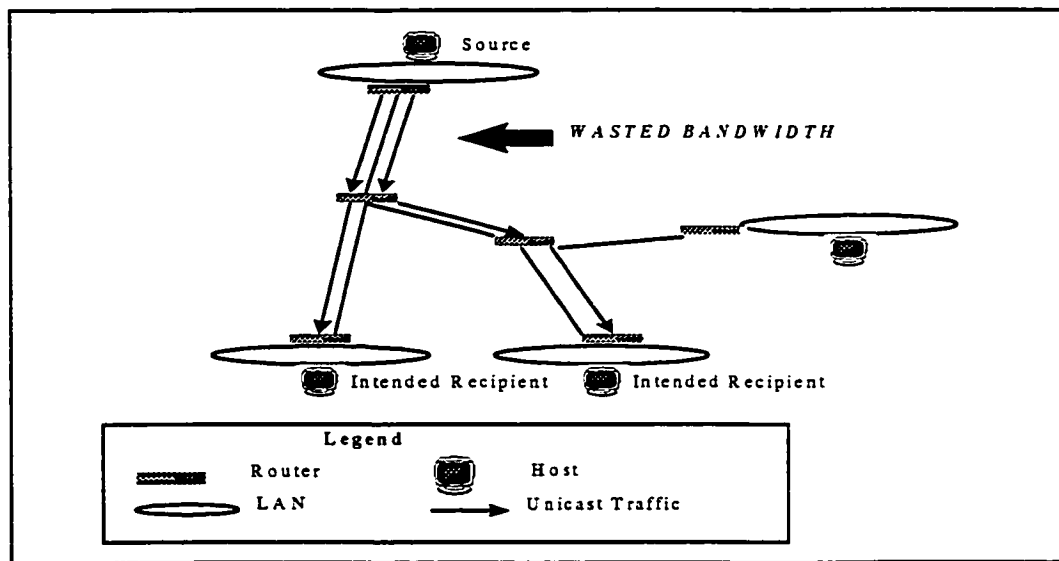 Source
WASTED BANDWIDTH
Intended Recipient
Intended Recipient
Legend
Router
Host
LAN
Unicast Traffic